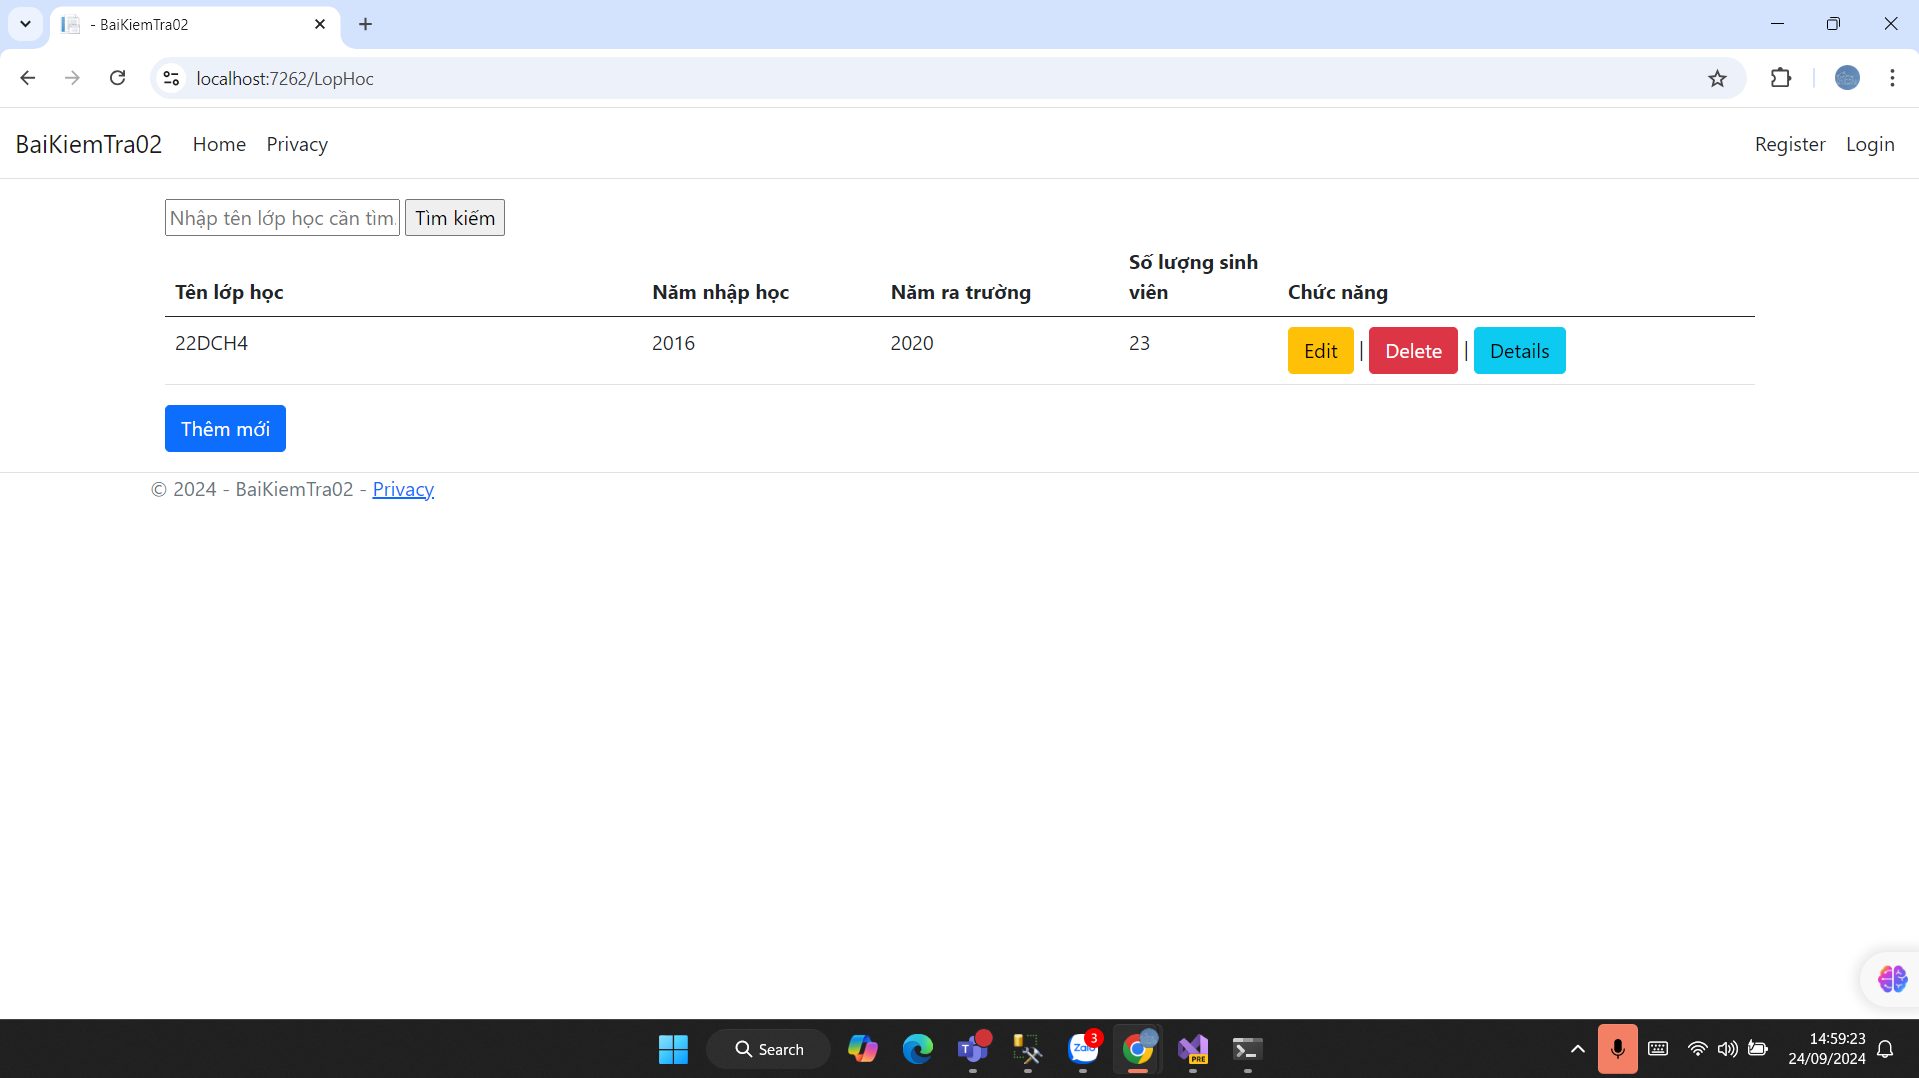 - BaiKiemTra02
localhost:7262/LopHoc
BaiKiemTra02 Home Privacy Register Login
Nhập tên lớp học cần tìm. Tìm kiếm
Tên lớp học Năm nhập học Năm ra trường Số lượng sinh viên Chức năng
22DCH4 2016 2020 23 Edit | Delete | Details
Thêm mới
© 2024 - BaiKiemTra02 - Privacy
Search
Zalo
3
PRE
14:59:23
24/09/2024